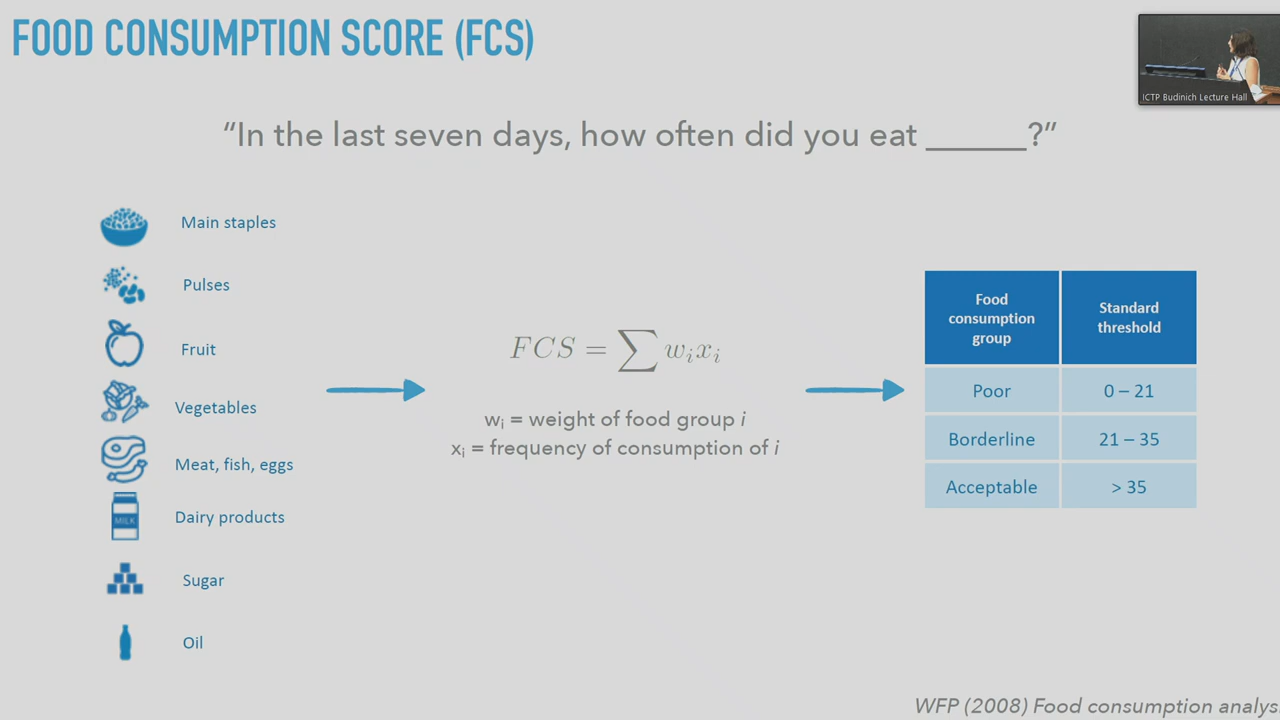 FOOD CONSUMPTION SCORE (FCS)
ICTP Budinich Lecture Hall
“In the last seven days, how often did you eat ______?”
Main staples
Pulses
Fruit
Vegetables
Meat, fish, eggs
Dairy products
MILK
Sugar
Oil
FCS = ∑ wᵢxᵢ
wᵢ = weight of food group i
xᵢ = frequency of consumption of i
Food consumption group
Standard threshold
Poor
0 – 21
Borderline
21 – 35
Acceptable
> 35
WFP (2008) Food consumption analys